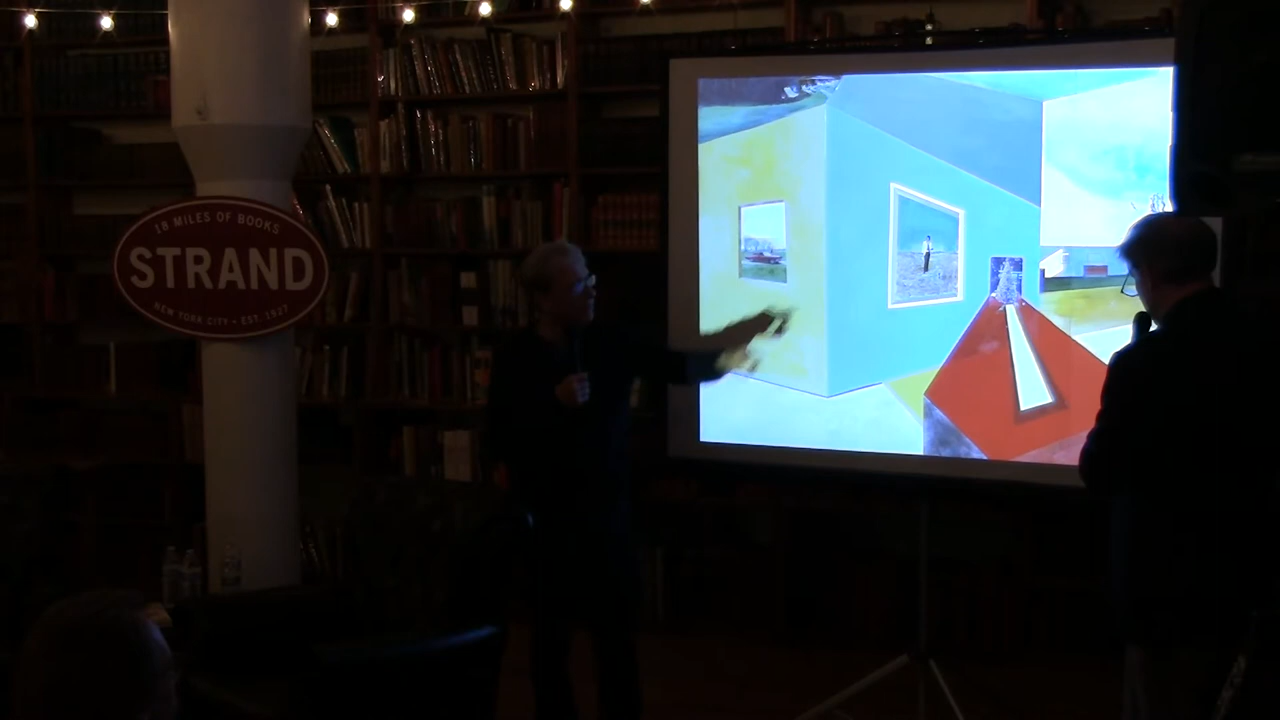 18 MILES OF BOOKS
STRAND
NEW YORK CITY – EST. 1927